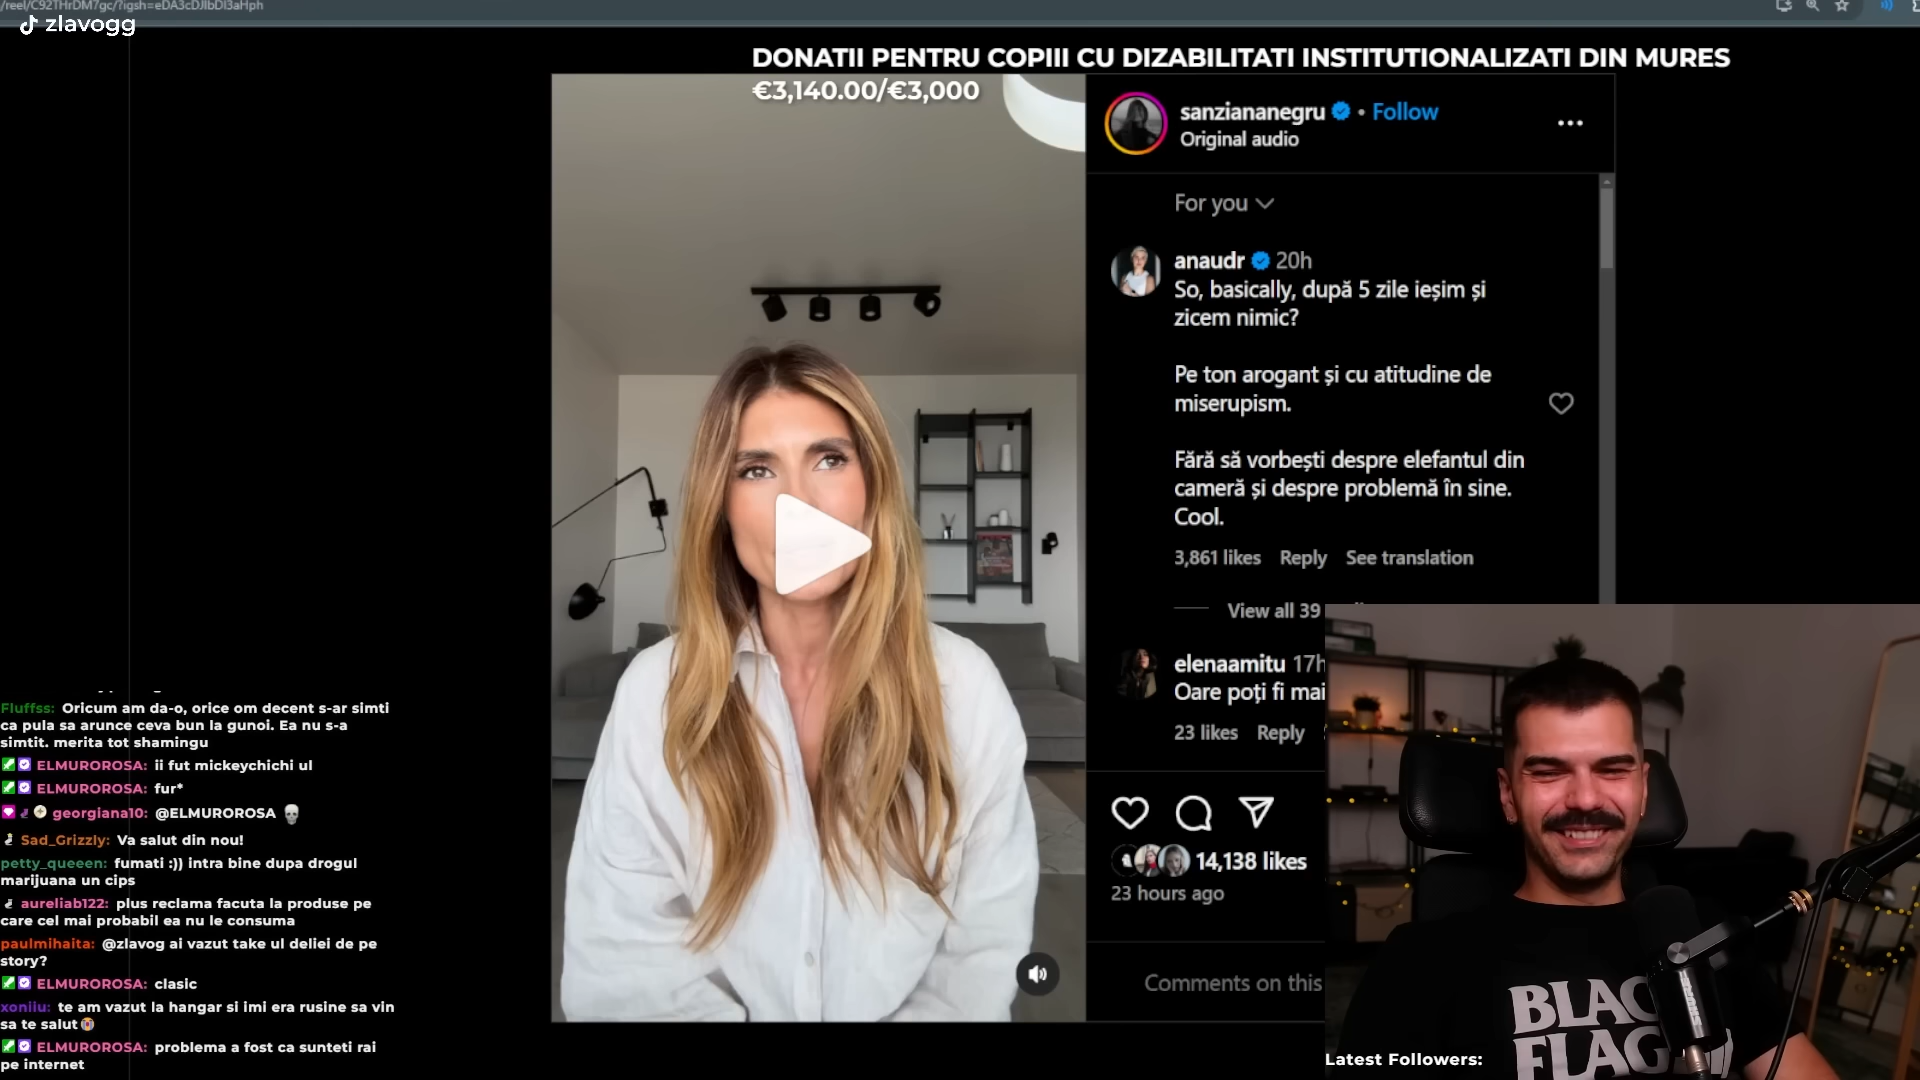 /reel/C92THrDM7gc/?igsh=eDA3cDJlbDl3aHph
zlavogg
DONATII PENTRU COPIII CU DIZABILITATI INSTITUTIONALIZATI DIN MURES
€3,140.00/€3,000
sanziananegru • Follow
Original audio
For you
anaudr 20h
So, basically, după 5 zile ieșim și
zicem nimic?
Pe ton arogant și cu atitudine de
miserupism.
Fără să vorbești despre elefantul din
cameră și despre problemă în sine.
Cool.
3,861 likes Reply See translation
View all 39
elenaamitu 17h
Oare poți fi mai
23 likes Reply
14,138 likes
23 hours ago
Comments on this
Fluffss: Oricum am da-o, orice om decent s-ar simti
ca pula sa arunce ceva bun la gunoi. Ea nu s-a
simtit. merita tot shamingu
ELMUROROSA: ii fut mickeychichi ul
ELMUROROSA: fur*
georgiana10: @ELMUROROSA
Sad_Grizzly: Va salut din nou!
petty_queeen: fumati :)) intra bine dupa drogul
marijuana un cips
aureliab122: plus reclama facuta la produse pe
care cel mai probabil ea nu le consuma
paulmihaita: @zlavog ai vazut take ul deliei de pe
story?
ELMUROROSA: clasic
xoniiu: te am vazut la hangar si imi era rusine sa vin
sa te salut
ELMUROROSA: problema a fost ca sunteti rai
pe internet
BLAC
FLAG
Latest Followers: